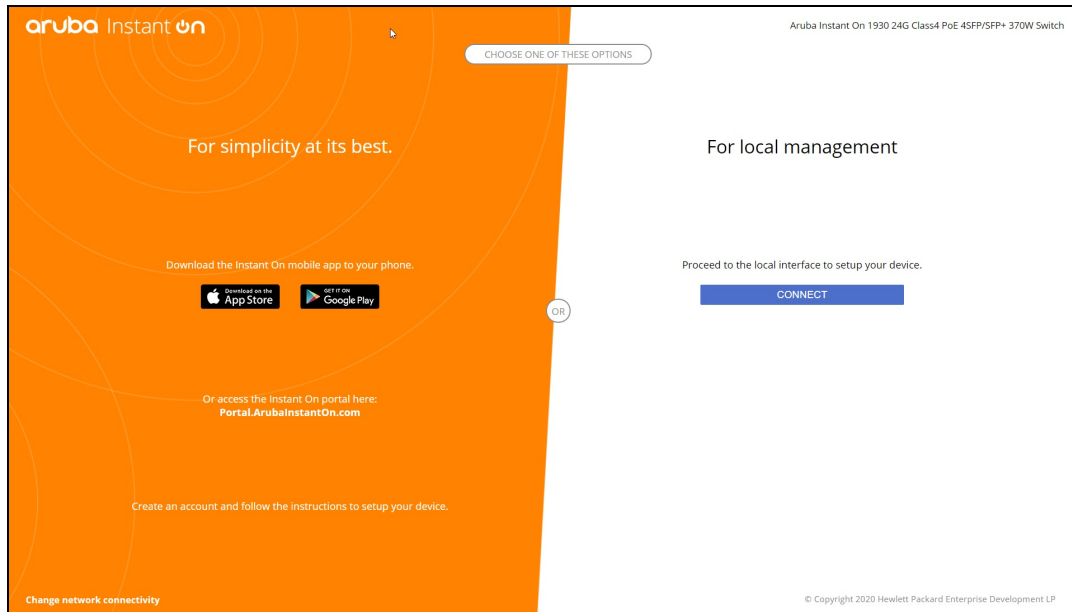 aruba Instant on
Aruba Instant On 1930 24G Class4 PoE 4SFP/SFP+ 370W Switch
CHOOSE ONE OF THESE OPTIONS
For simplicity at its best.
Download the Instant On mobile app to your phone.
Download on the
App Store
GET IT ON
Google Play
Or access the Instant On portal here:
Portal.ArubaInstantOn.com
Create an account and follow the instructions to setup your device.
Change network connectivity
OR
For local management
Proceed to the local interface to setup your device.
CONNECT
© Copyright 2020 Hewlett Packard Enterprise Development LP